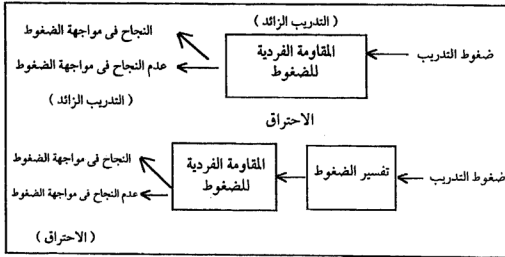 ( التدريب الزائد )
ضغوط التدريب
المقاومة الفردية
للضغوط
النجاح فى مواجهة الضغوط
عدم النجاح فى مواجهة الضغوط
( التدريب الزائد )
الاحتراق
ضغوط التدريب
تفسير الضغوط
المقاومة الفردية
للضغوط
النجاح فى مواجهة الضغوط
عدم النجاح فى مواجهة الضغوط
( الاحتراق )